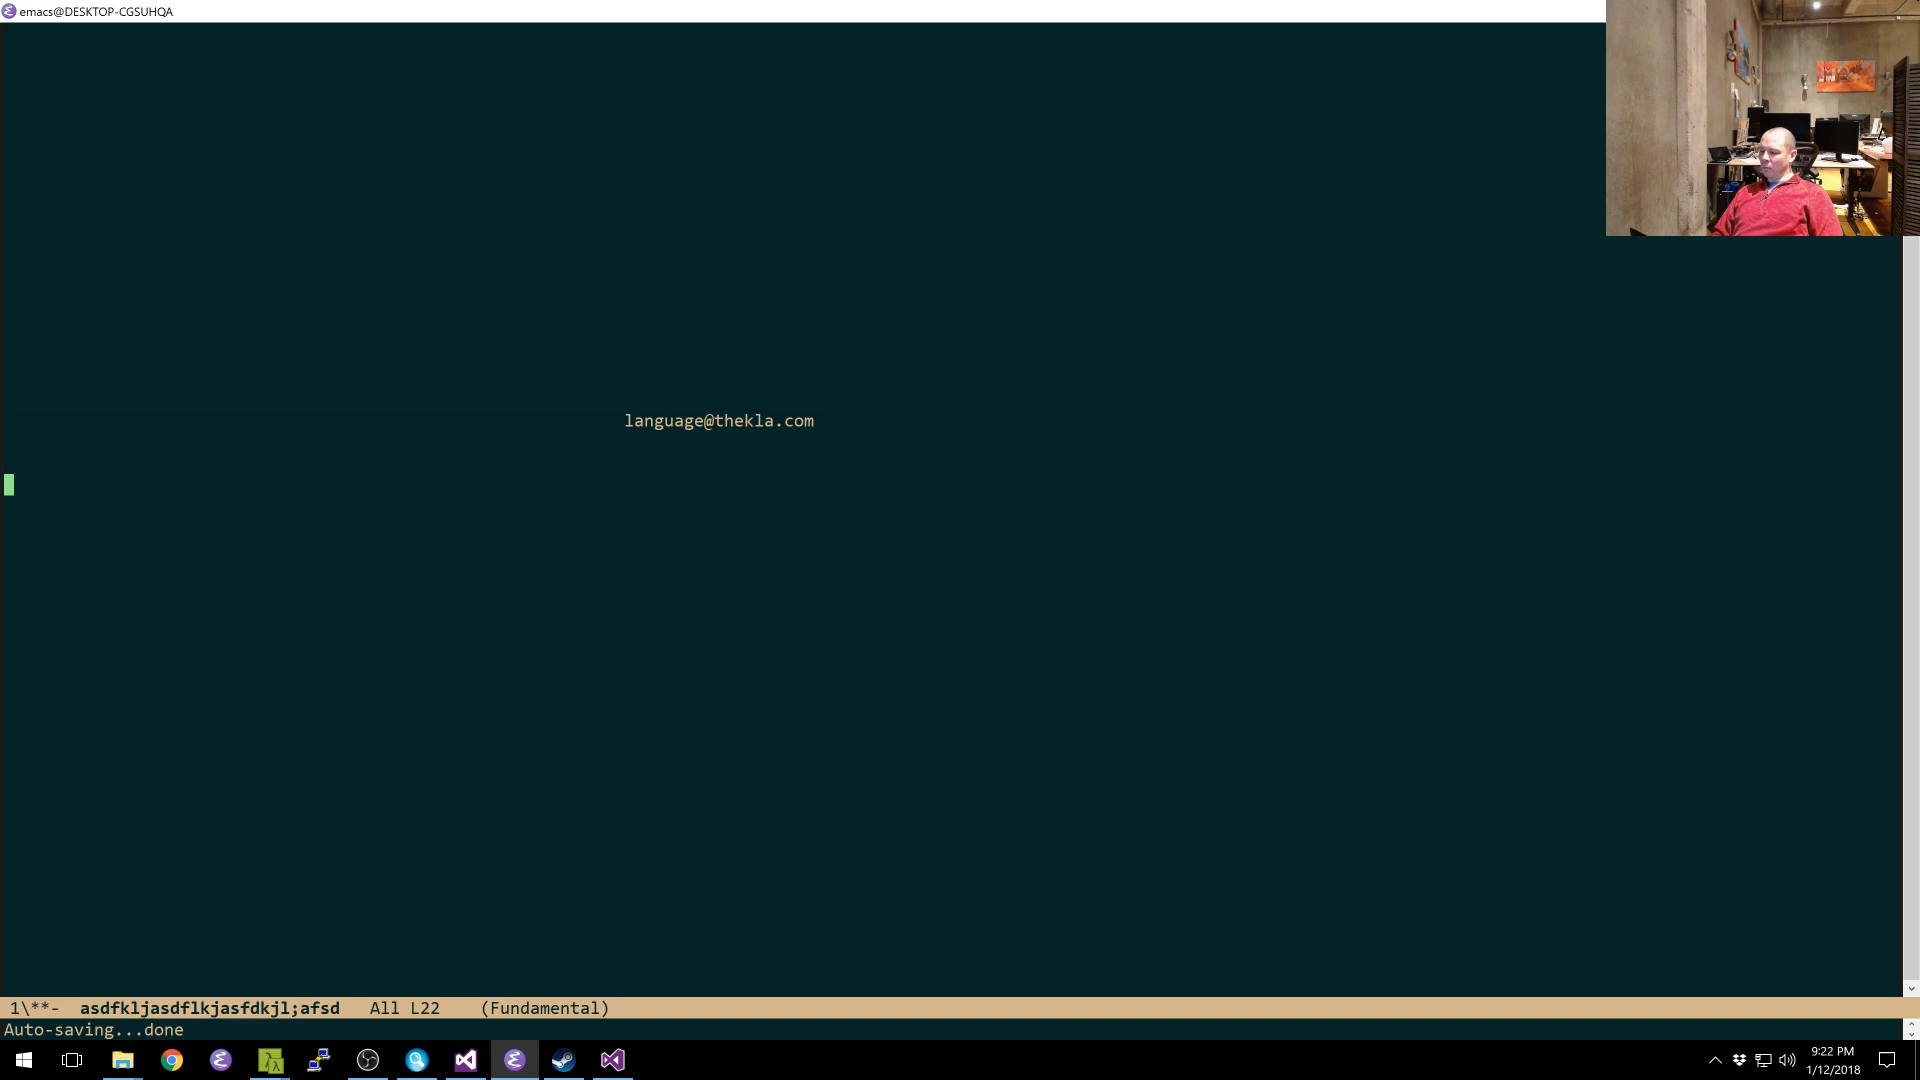 emacs@DESKTOP-CGSUHQA
language@thekla.com
1\**-  asdfkljasdflkjasfdkjl;afsd   All L22    (Fundamental)
Auto-saving...done
9:22 PM
1/12/2018